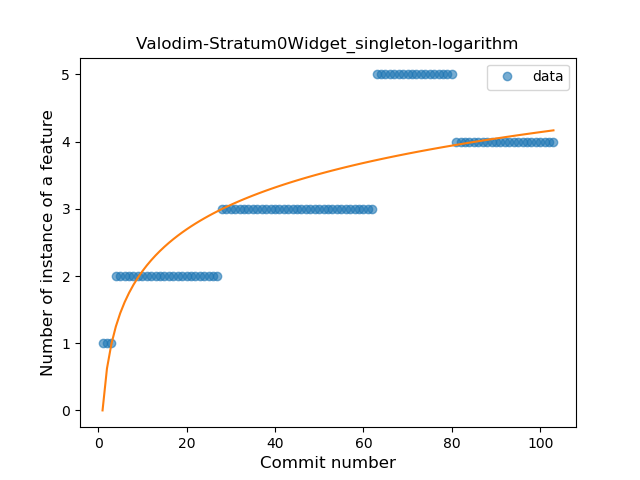 Valodim-Stratum0Widget_singleton-logarithm
data
Number of instance of a feature
5
4
3
2
1
0
0 20 40 60 80 100
Commit number